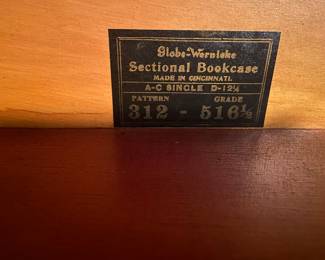 Globe-Wernicke
Sectional Bookcase
MADE IN CINCINNATI.
A-C SINGLE D-12¼
PATTERN GRADE
312 - 516½